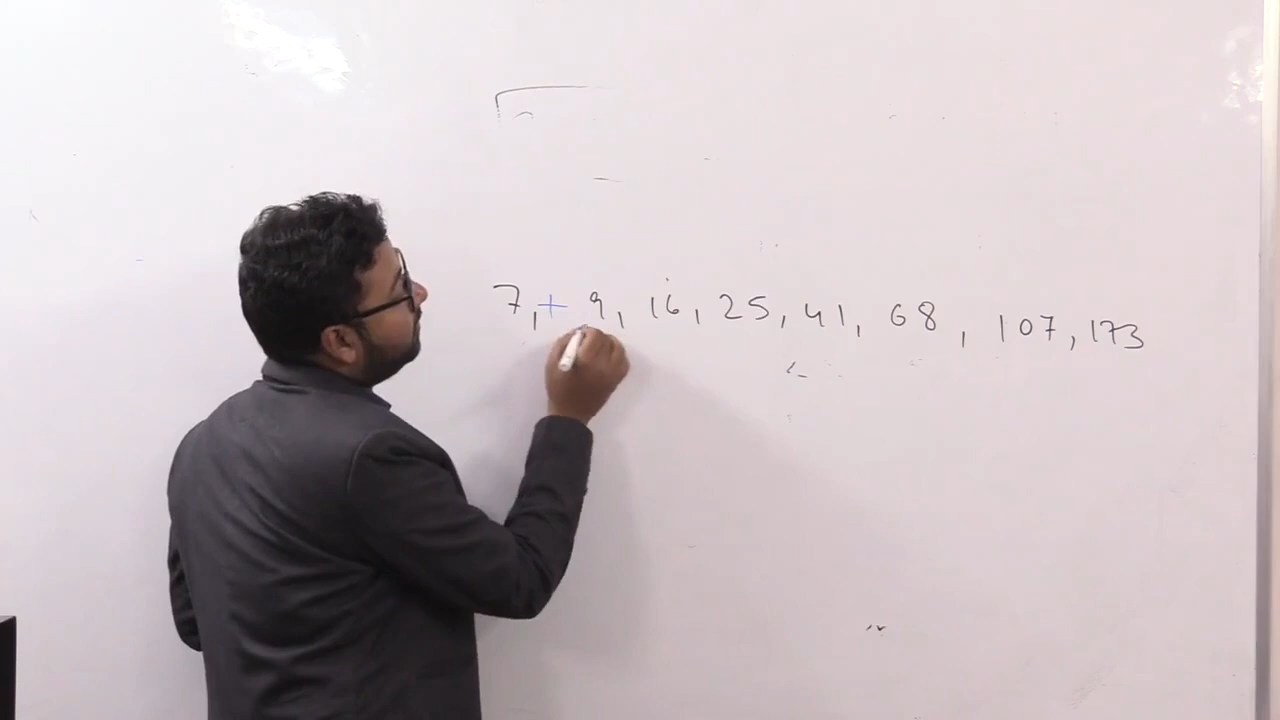 7, + 9, 16, 25, 41, 68, 107, 173